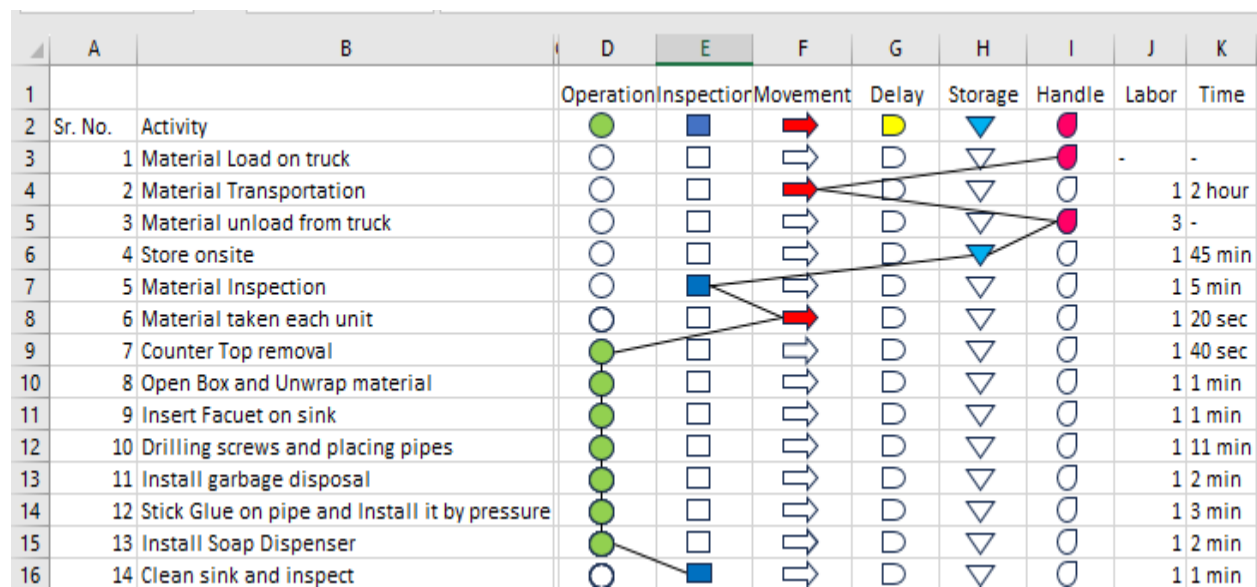 A B D E F G H I J K
1 Operation Inspection Movement Delay Storage Handle Labor Time
2 Sr. No. Activity
3 1 Material Load on truck - -
4 2 Material Transportation 1 2 hour
5 3 Material unload from truck 3 -
6 4 Store onsite 1 45 min
7 5 Material Inspection 1 5 min
8 6 Material taken each unit 1 20 sec
9 7 Counter Top removal 1 40 sec
10 8 Open Box and Unwrap material 1 1 min
11 9 Insert Facuet on sink 1 1 min
12 10 Drilling screws and placing pipes 1 11 min
13 11 Install garbage disposal 1 2 min
14 12 Stick Glue on pipe and Install it by pressure 1 3 min
15 13 Install Soap Dispenser 1 2 min
16 14 Clean sink and inspect 1 1 min